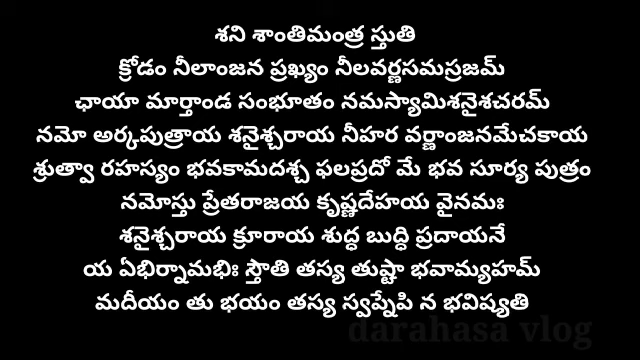 శని శాంతిమంత్ర స్తుతి
క్రోడం నీలాంజన ప్రఖ్యం నీలవర్ణసమస్రజమ్
ఛాయా మార్తాండ సంభూతం నమస్యామిశనైశచరమ్
నమో అర్కపుత్రాయ శనైశ్చరాయ నీహర వర్ణాంజనమేచకాయ
శ్రుత్వా రహస్యం భవకామదశ్చ ఫలప్రదో మే భవ సూర్య పుత్రం
నమోస్తు ప్రేతరాజయ కృష్ణదేహయ వైనమః
శనైశ్చరాయ క్రూరాయ శుద్ధ బుద్ధి ప్రదాయనే
య ఏభిర్నామభిః స్తౌతి తస్య తుష్టా భవామ్యహమ్
మదీయం తు భయం తస్య స్వప్నేపి న భవిష్యతి
darahasa vlog